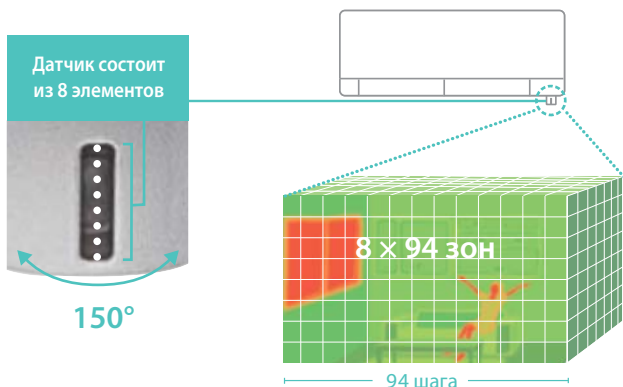 Датчик состоит
из 8 элементов
8 × 94 зон
150°
94 шага